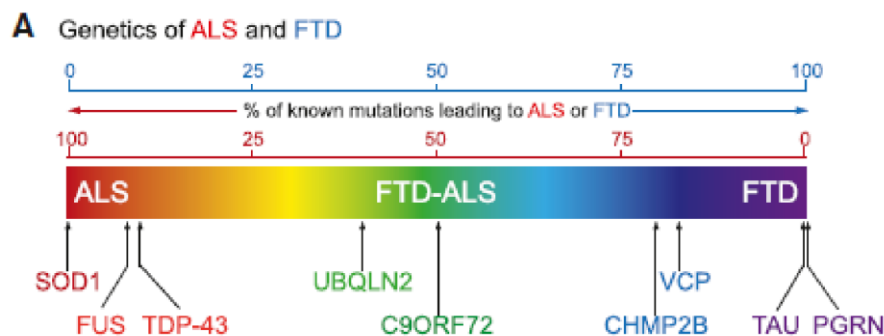 A Genetics of ALS and FTD
0 25 50 75 100
% of known mutations leading to ALS or FTD
100 25 50 75 0
ALS FTD-ALS FTD
SOD1 UBQLN2 VCP
FUS TDP-43 C9ORF72 CHMP2B TAU PGRN